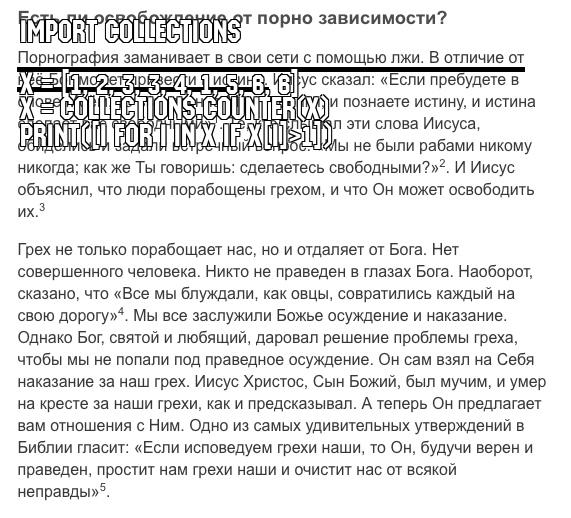 Есть ли освобождение от порно зависимости?
IMPORT COLLECTIONS
Порнография заманивает в свои сети с помощью лжи. В отличие от
сказал: «Если пребудете в
X = [1, 2, 3, 3, 4, 1, 5, 6, 6]
и познаете истину, и истина
X = COLLECTIONS.COUNTER(X)
эти слова Иисуса,
PRINT([I FOR I IN X IF X[I]>1])
«Мы не были рабами никому
никогда; как же Ты говоришь: сделаетесь свободными?»2. И Иисус
объяснил, что люди порабощены грехом, и что Он может освободить
их.3
Грех не только порабощает нас, но и отдаляет от Бога. Нет
совершенного человека. Никто не праведен в глазах Бога. Наоборот,
сказано, что «Все мы блуждали, как овцы, совратились каждый на
свою дорогу»4. Мы все заслужили Божье осуждение и наказание.
Однако Бог, святой и любящий, даровал решение проблемы греха,
чтобы мы не попали под праведное осуждение. Он сам взял на Себя
наказание за наш грех. Иисус Христос, Сын Божий, был мучим, и умер
на кресте за наши грехи, как и предсказывал. А теперь Он предлагает
вам отношения с Ним. Одно из самых удивительных утверждений в
Библии гласит: «Если исповедуем грехи наши, то Он, будучи верен и
праведен, простит нам грехи наши и очистит нас от всякой
неправды»5.